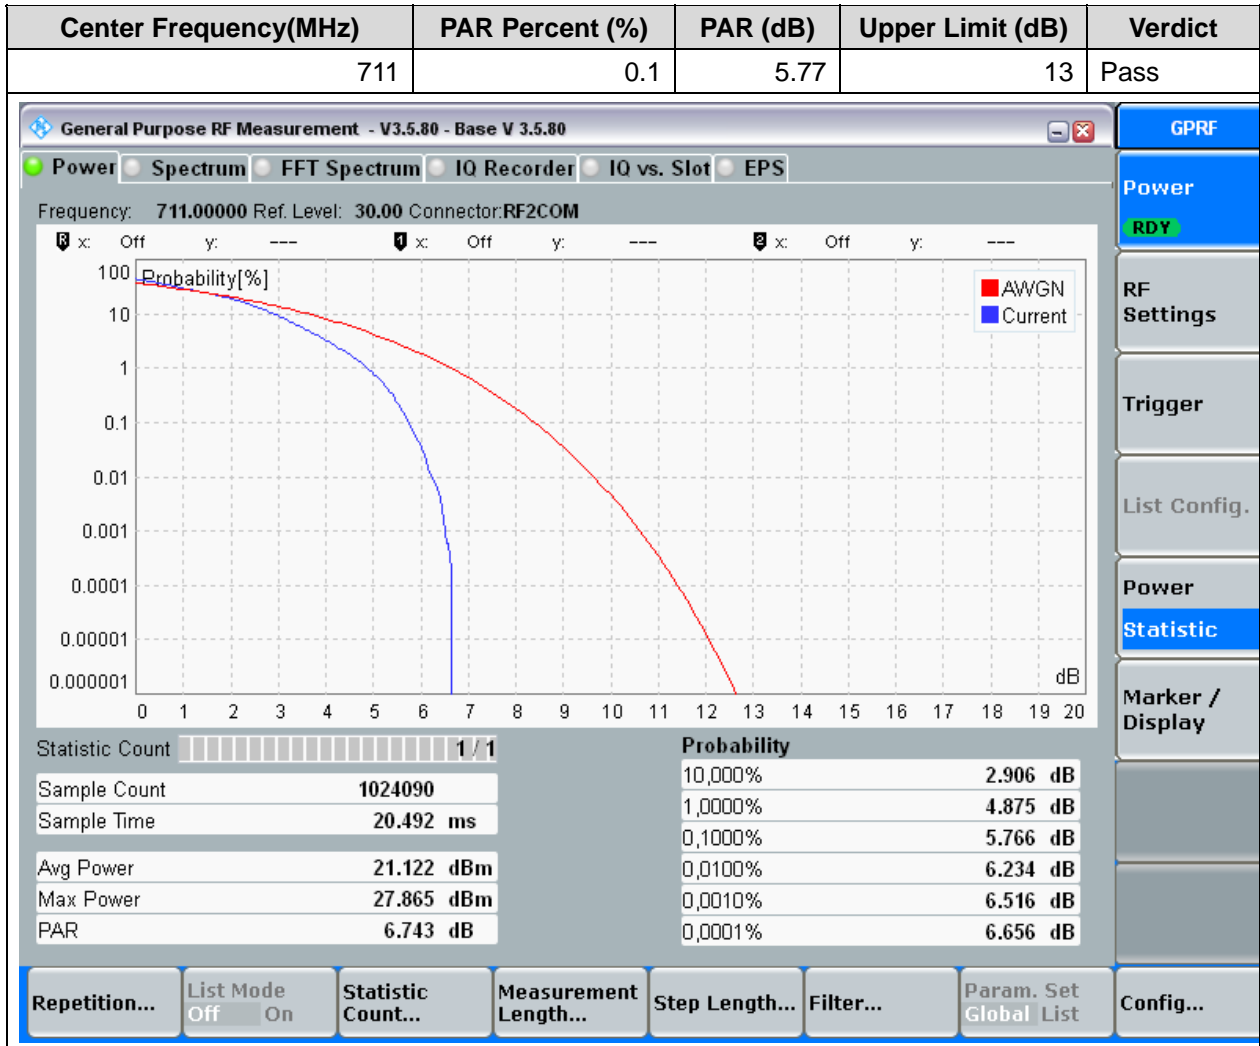 Center Frequency(MHz) PAR Percent (%) PAR (dB) Upper Limit (dB) Verdict
711 0.1 5.77 13 Pass
General Purpose RF Measurement - V3.5.80 - Base V 3.5.80
GPRF
Power Spectrum FFT Spectrum IQ Recorder IQ vs. Slot EPS
Power
RDY
Frequency: 711.00000 Ref. Level: 30.00 Connector:RF2COM
R x: Off y: --- 1 x: Off y: --- 2 x: Off y: ---
Probability[%]
AWGN
Current
100
10
1
0.1
0.01
0.001
0.0001
0.00001
0.000001
dB
0 1 2 3 4 5 6 7 8 9 10 11 12 13 14 15 16 17 18 19 20
RF
Settings
Trigger
List Config.
Power
Statistic
Marker /
Display
Statistic Count 1 / 1
Sample Count 1024090
Sample Time 20.492 ms
Avg Power 21.122 dBm
Max Power 27.865 dBm
PAR 6.743 dB
Probability
10,000% 2.906 dB
1,0000% 4.875 dB
0,1000% 5.766 dB
0,0100% 6.234 dB
0,0010% 6.516 dB
0,0001% 6.656 dB
Repetition...
List Mode
Off On
Statistic
Count...
Measurement
Length...
Step Length...
Filter...
Param. Set
Global List
Config...